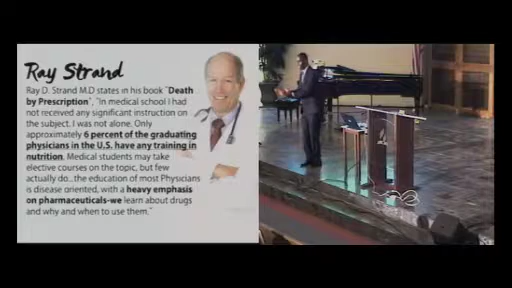 Ray Strand
Ray D. Strand M.D states in his book "Death
by Prescription", "In medical school I had
not received any significant instruction on
the subject. I was not alone. Only
approximately 6 percent of the graduating
physicians in the U.S. have any training in
nutrition. Medical students may take
elective courses on the topic, but few
actually do...the education of most Physicians
is disease oriented, with a heavy emphasis
on pharmaceuticals-we learn about drugs
and why and when to use them."